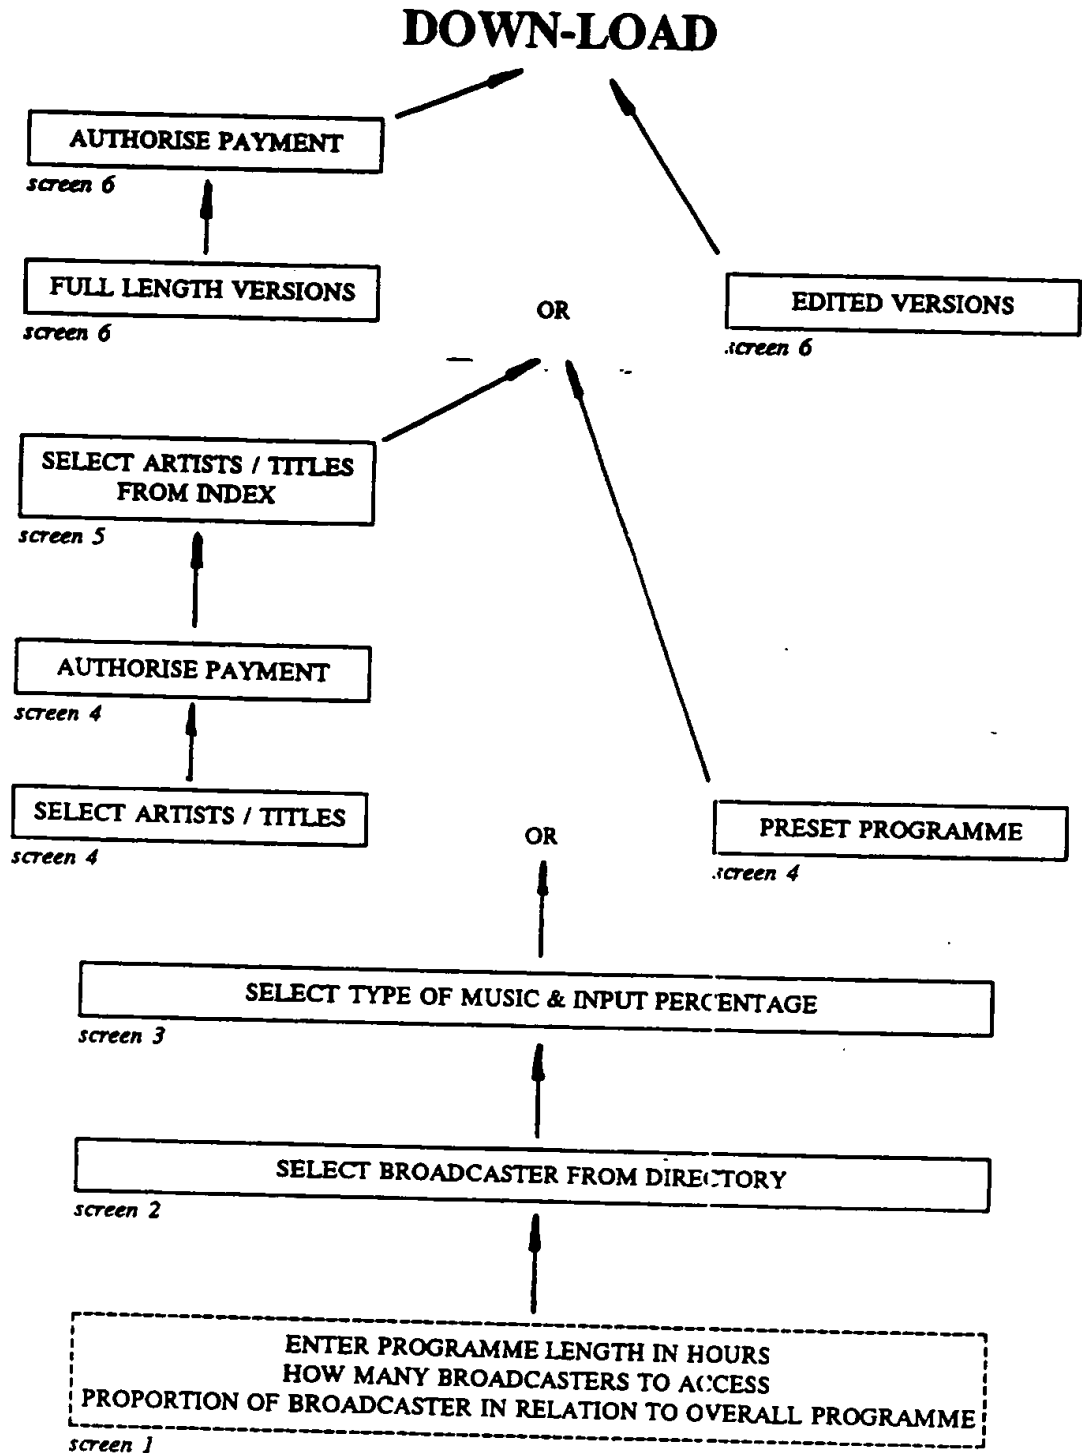 DOWN-LOAD
AUTHORISE PAYMENT
screen 6
FULL LENGTH VERSIONS
screen 6
OR
EDITED VERSIONS
screen 6
SELECT ARTISTS / TITLES
FROM INDEX
screen 5
AUTHORISE PAYMENT
screen 4
SELECT ARTISTS / TITLES
screen 4
OR
PRESET PROGRAMME
screen 4
SELECT TYPE OF MUSIC & INPUT PERCENTAGE
screen 3
SELECT BROADCASTER FROM DIRECTORY
screen 2
ENTER PROGRAMME LENGTH IN HOURS
HOW MANY BROADCASTERS TO ACCESS
PROPORTION OF BROADCASTER IN RELATION TO OVERALL PROGRAMME
screen 1